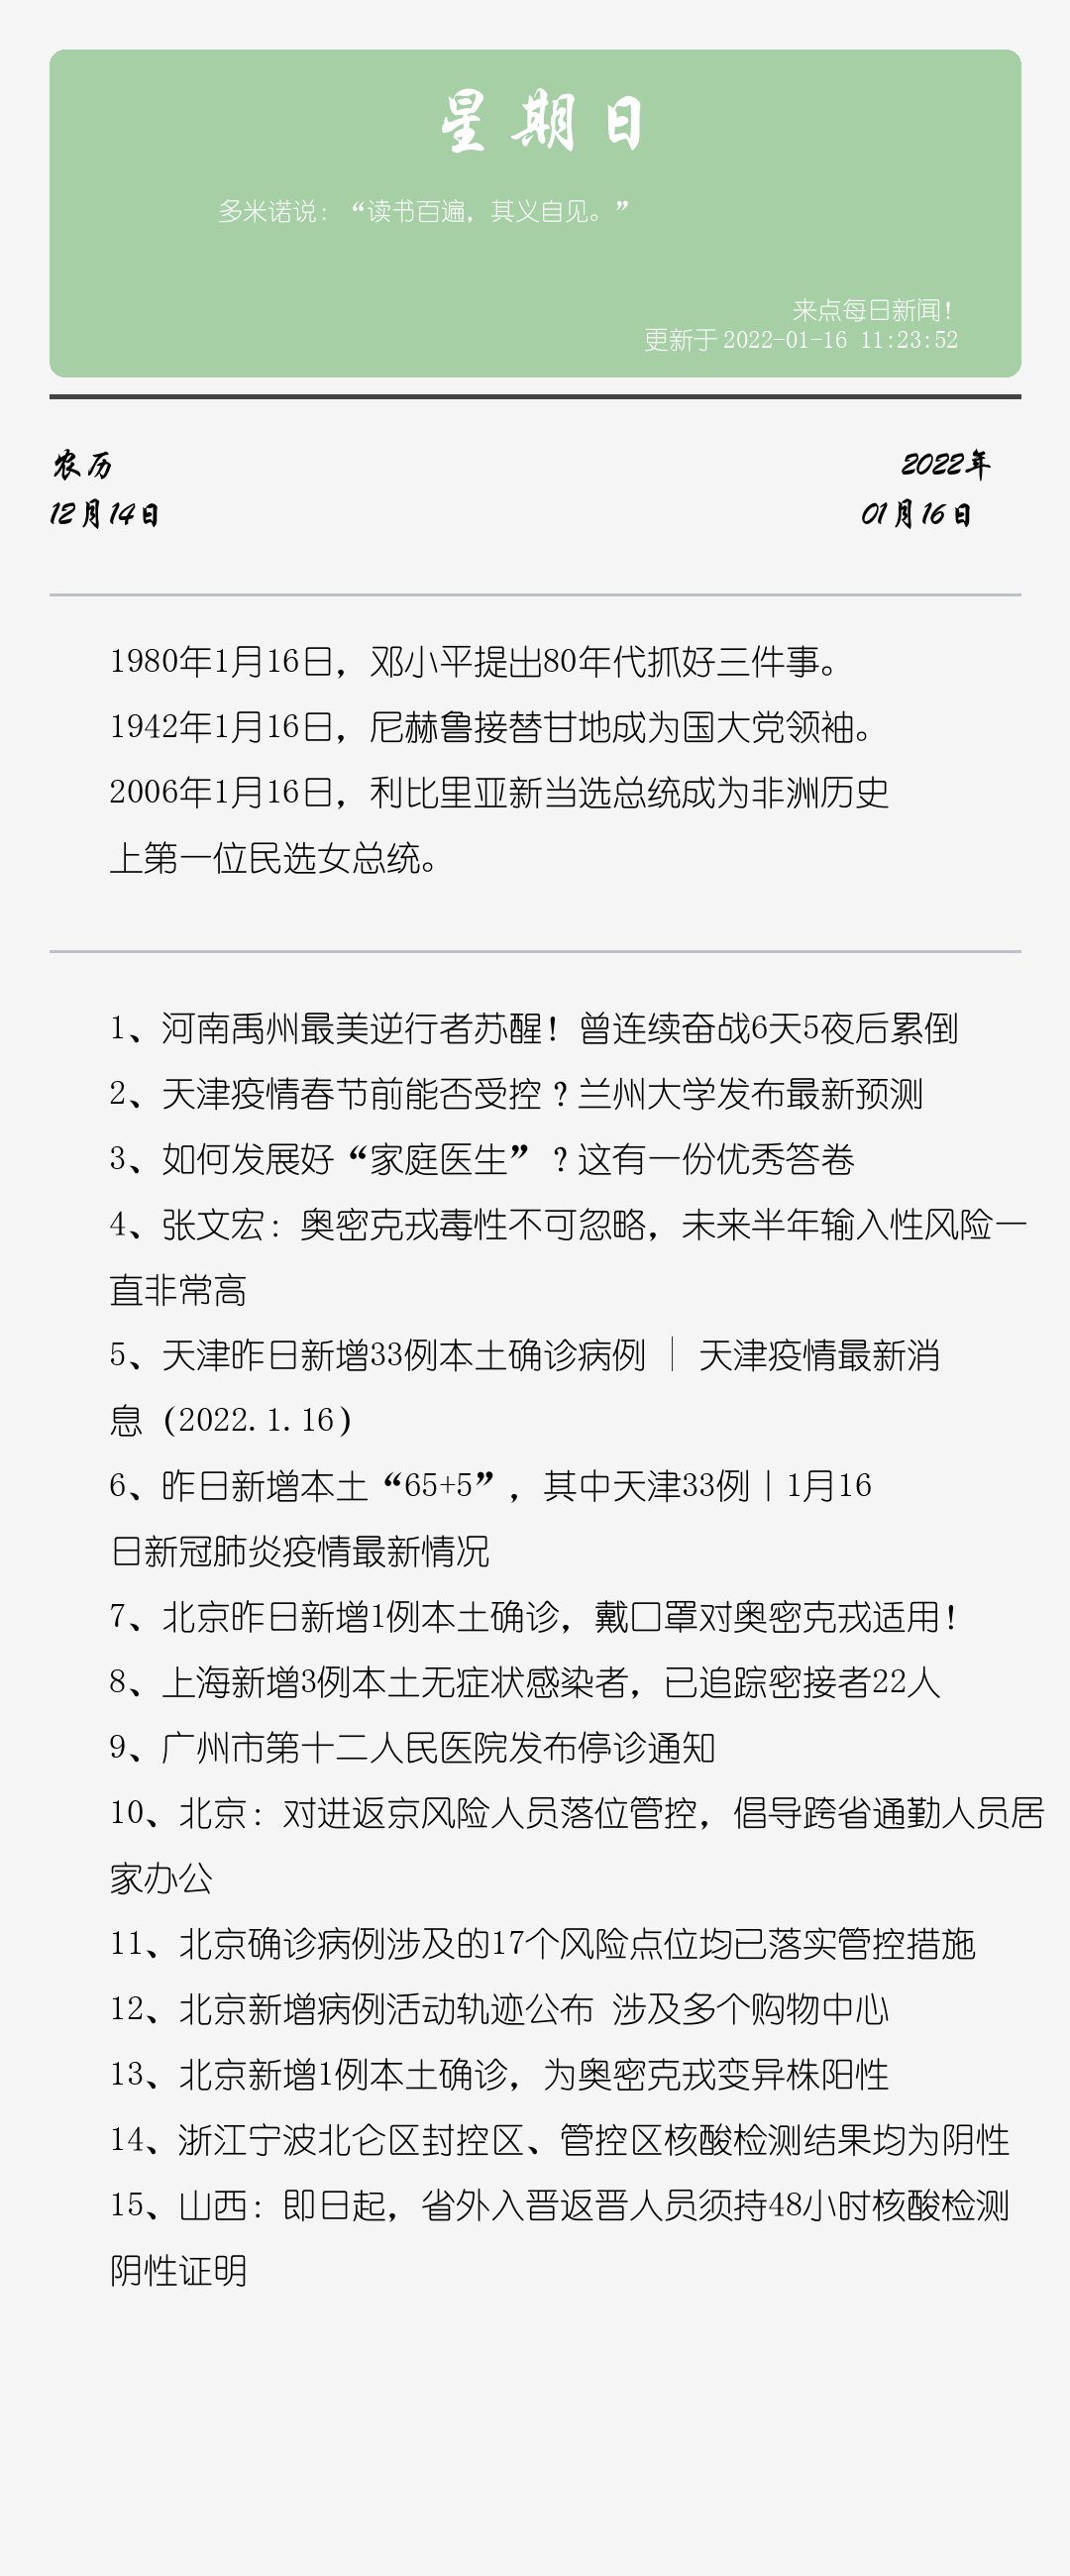 星期日
多米诺说：“读书百遍，其义自见。”
来点每日新闻！
更新于 2022-01-16 11:23:52
农历
2022年
12月14日
01月16日
1980年1月16日，邓小平提出80年代抓好三件事。
1942年1月16日，尼赫鲁接替甘地成为国大党领袖。
2006年1月16日，利比里亚新当选总统成为非洲历史
上第一位民选女总统。
1、河南禹州最美逆行者苏醒！曾连续奋战6天5夜后累倒
2、天津疫情春节前能否受控？兰州大学发布最新预测
3、如何发展好“家庭医生”？这有一份优秀答卷
4、张文宏：奥密克戎毒性不可忽略，未来半年输入性风险一
直非常高
5、天津昨日新增33例本土确诊病例 │ 天津疫情最新消
息（2022.1.16）
6、昨日新增本土“65+5”，其中天津33例｜1月16
日新冠肺炎疫情最新情况
7、北京昨日新增1例本土确诊，戴口罩对奥密克戎适用！
8、上海新增3例本土无症状感染者，已追踪密接者22人
9、广州市第十二人民医院发布停诊通知
10、北京：对进返京风险人员落位管控，倡导跨省通勤人员居
家办公
11、北京确诊病例涉及的17个风险点位均已落实管控措施
12、北京新增病例活动轨迹公布 涉及多个购物中心
13、北京新增1例本土确诊，为奥密克戎变异株阳性
14、浙江宁波北仑区封控区、管控区核酸检测结果均为阴性
15、山西：即日起，省外入晋返晋人员须持48小时核酸检测
阴性证明